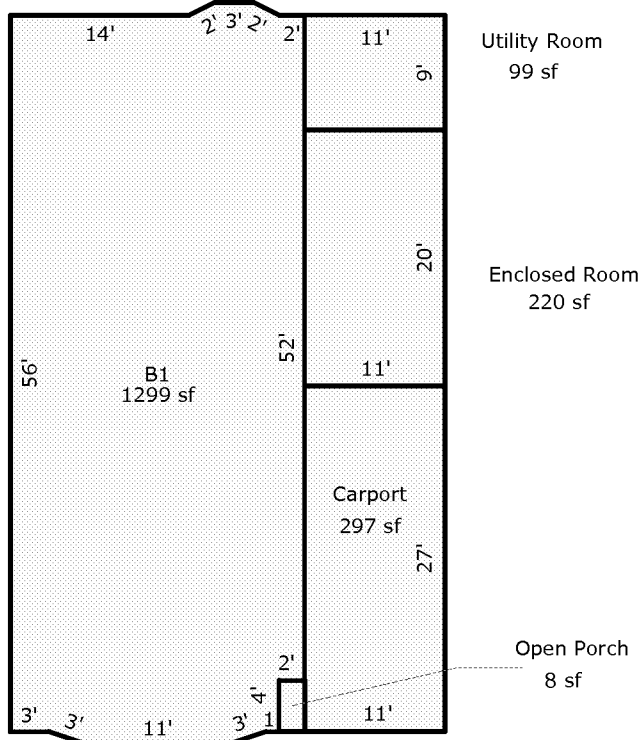 2' 3' 2'
14' 2' 11'
Utility Room
9' 99 sf
20'
Enclosed Room
220 sf
52'
56' B1 11'
1299 sf
Carport
297 sf
27'
Open Porch
2'
8 sf
4'
3' 3' 11' 3' 1 11'